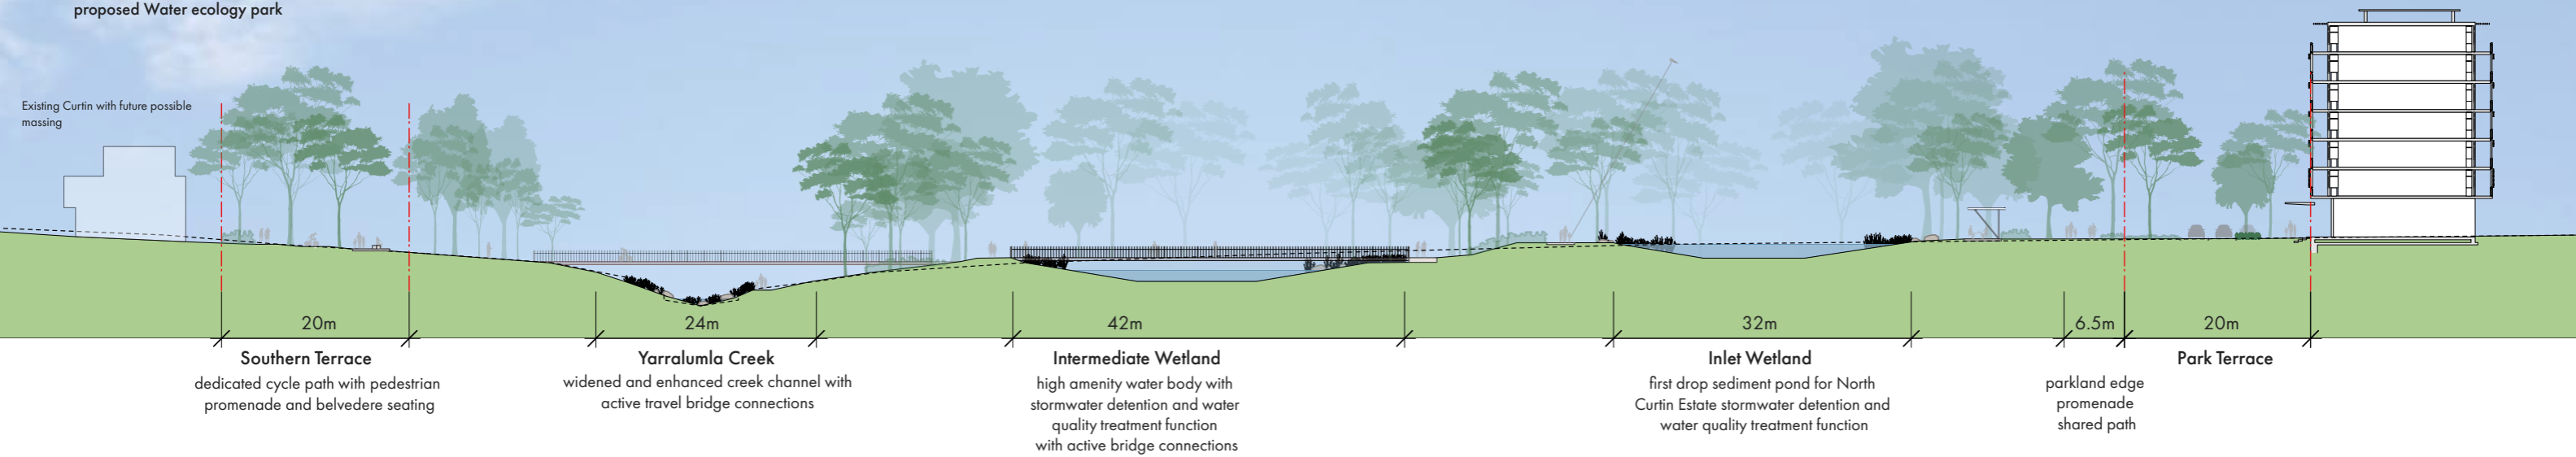 proposed Water ecology park
Existing Curtin with future possible
massing
20m
24m
42m
32m
6.5m
20m
Southern Terrace
dedicated cycle path with pedestrian
promenade and belvedere seating
Yarralumla Creek
widened and enhanced creek channel with
active travel bridge connections
Intermediate Wetland
high amenity water body with
stormwater detention and water
quality treatment function
with active bridge connections
Inlet Wetland
first drop sediment pond for North
Curtin Estate stormwater detention and
water quality treatment function
parkland edge
promenade
shared path
Park Terrace